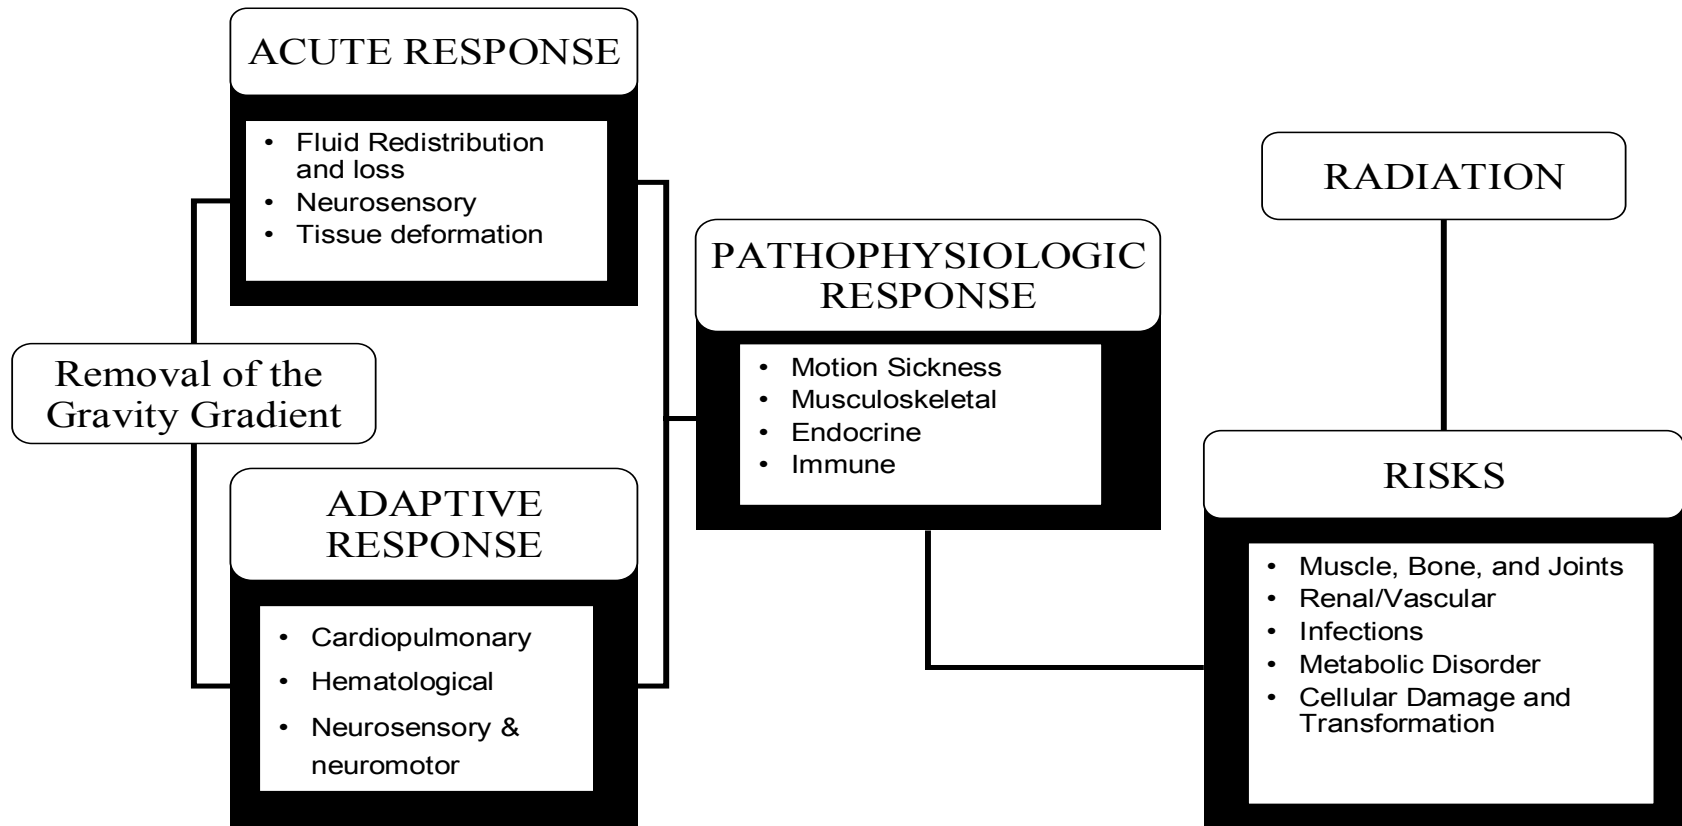 ACUTE RESPONSE
• Fluid Redistribution
and loss
• Neurosensory
• Tissue deformation
Removal of the
Gravity Gradient
ADAPTIVE
RESPONSE
• Cardiopulmonary
• Hematological
• Neurosensory &
neuromotor
PATHOPHYSIOLOGIC
RESPONSE
• Motion Sickness
• Musculoskeletal
• Endocrine
• Immune
RADIATION
RISKS
• Muscle, Bone, and Joints
• Renal/Vascular
• Infections
• Metabolic Disorder
• Cellular Damage and
Transformation